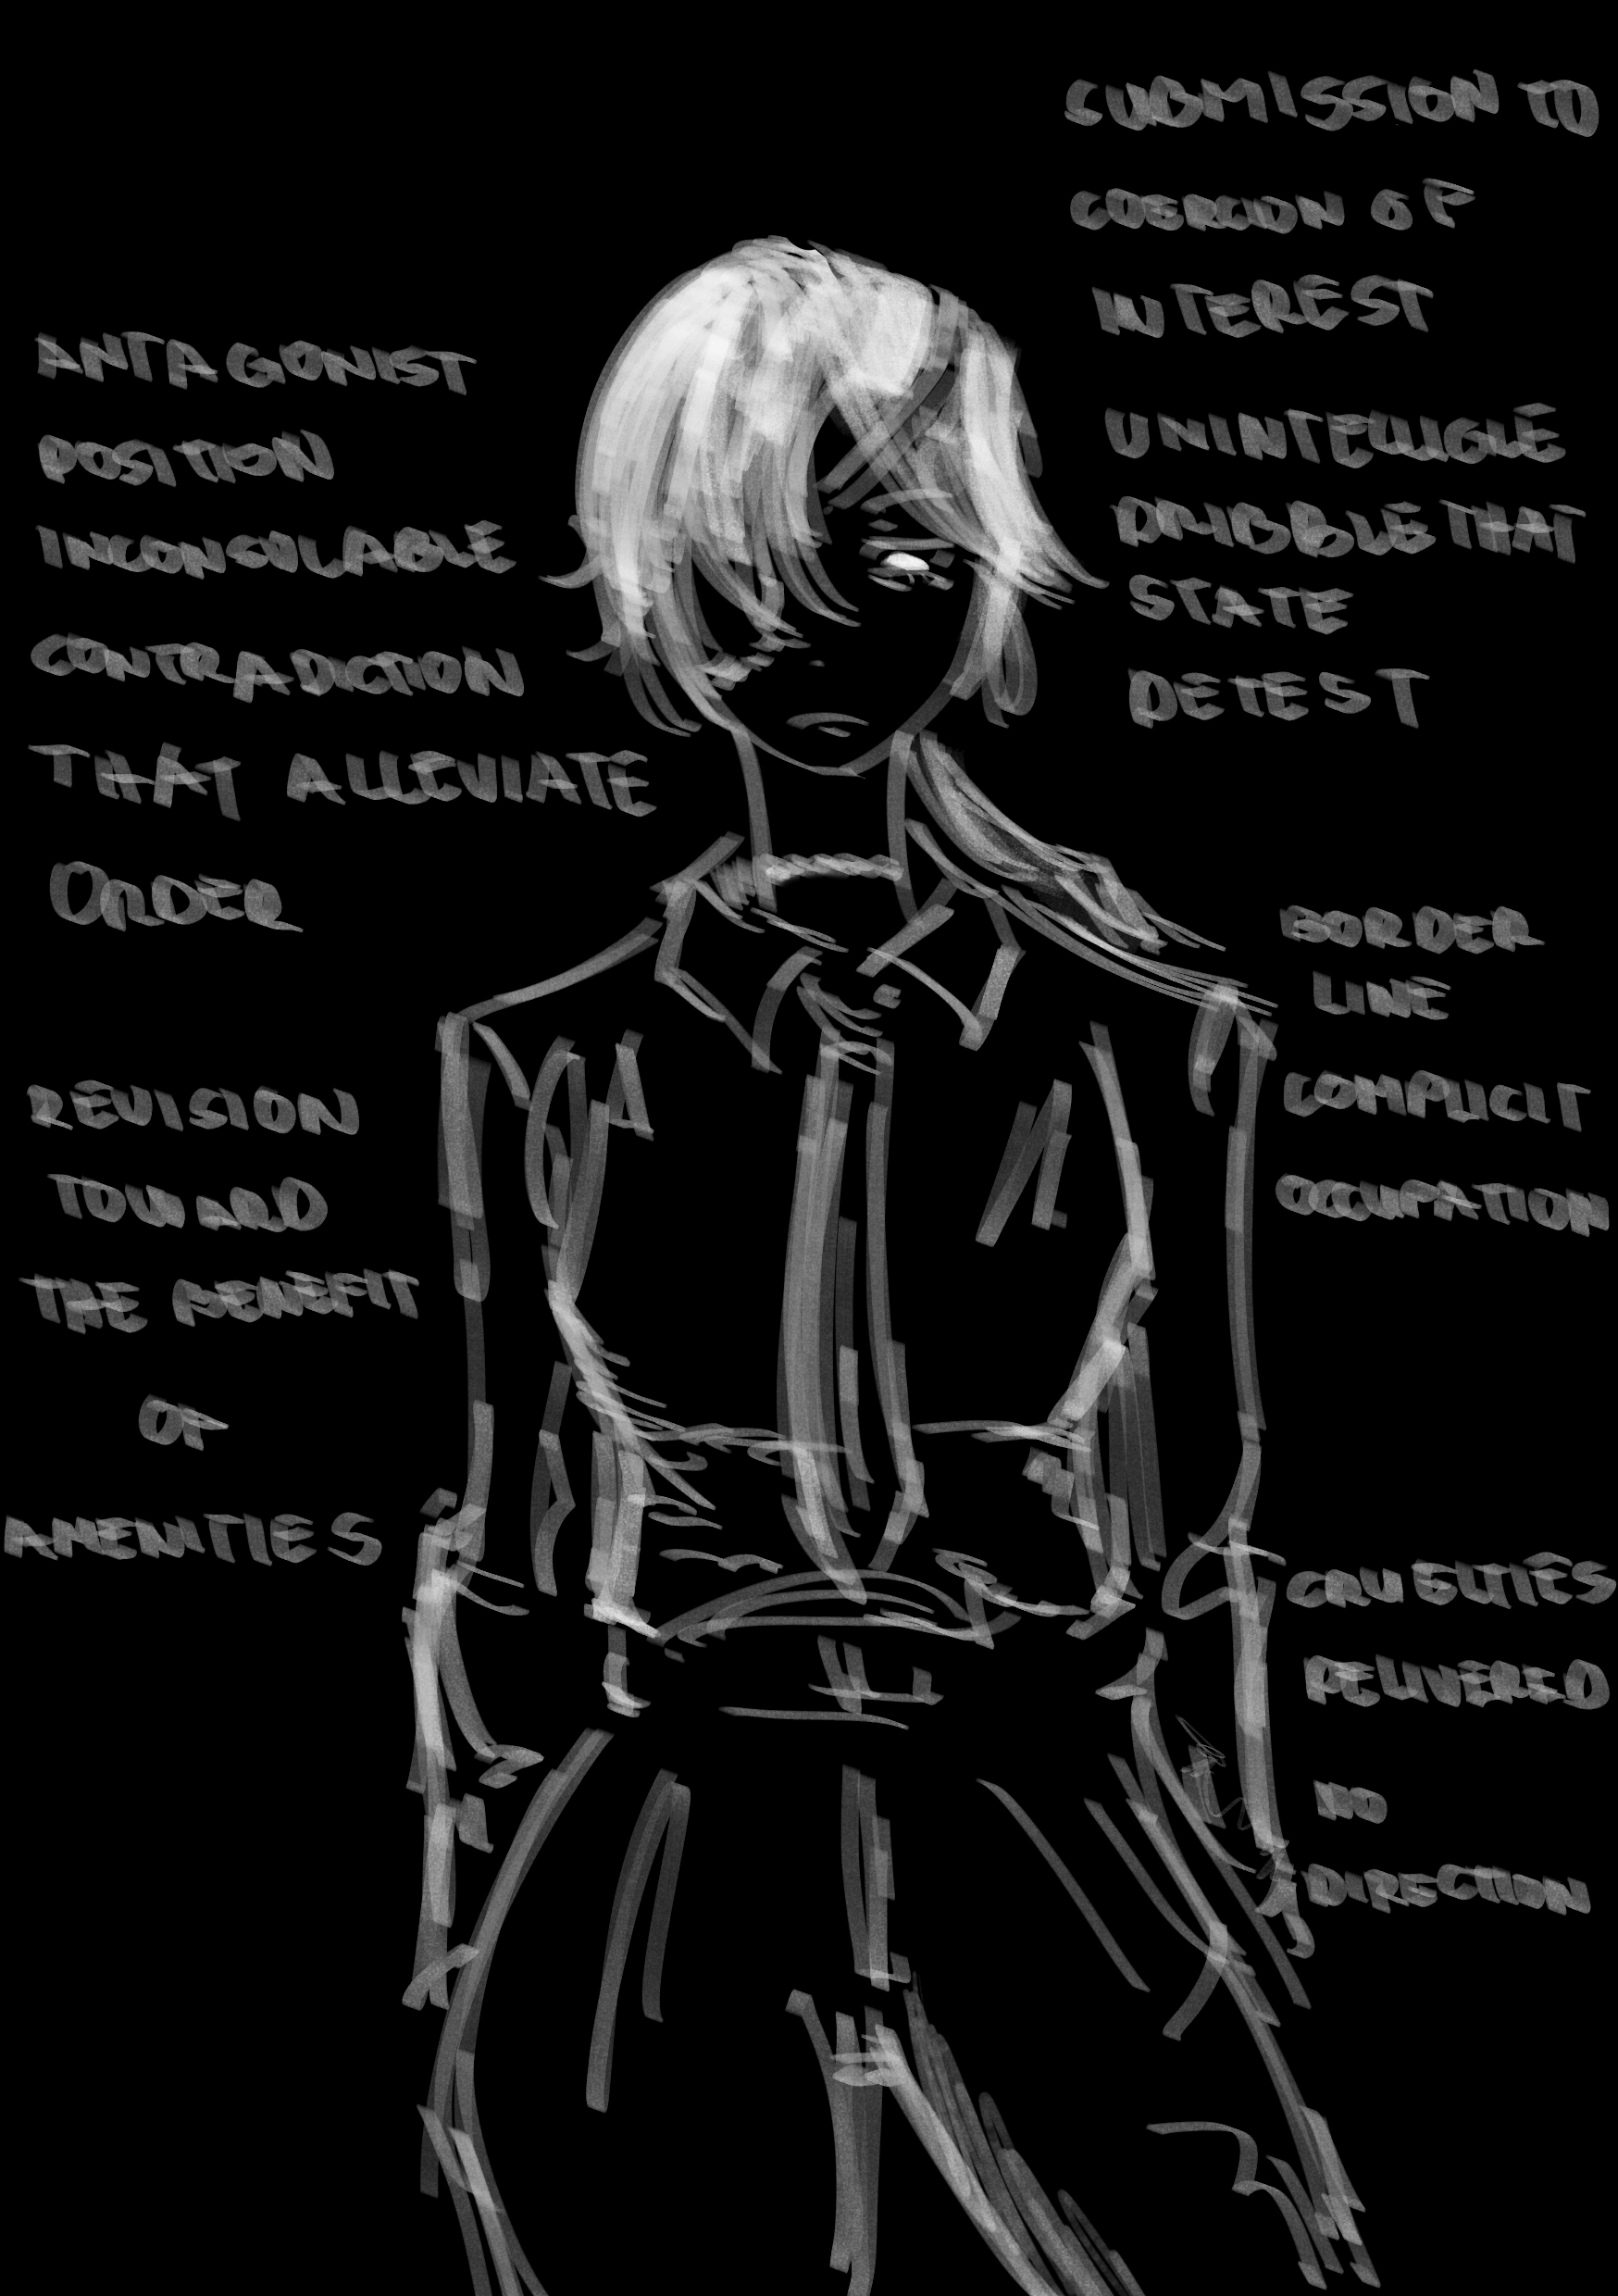 ANTAGONIST
POSITION
INCONSOLABLE
CONTRADICTION
THAT ALLEVIATE
ORDER
REVISION
TOWARD
THE BENEFIT
OF
AMENITIES
SUBMISSION TO
COERCION OF
INTEREST
UNINTELLIGLE
DRIBBLE THAT
STATE
DETEST
BORDER
LINE
COMPLICIT
OCCUPATION
CRUELTIES
DELIVERED
NO
DIRECTION